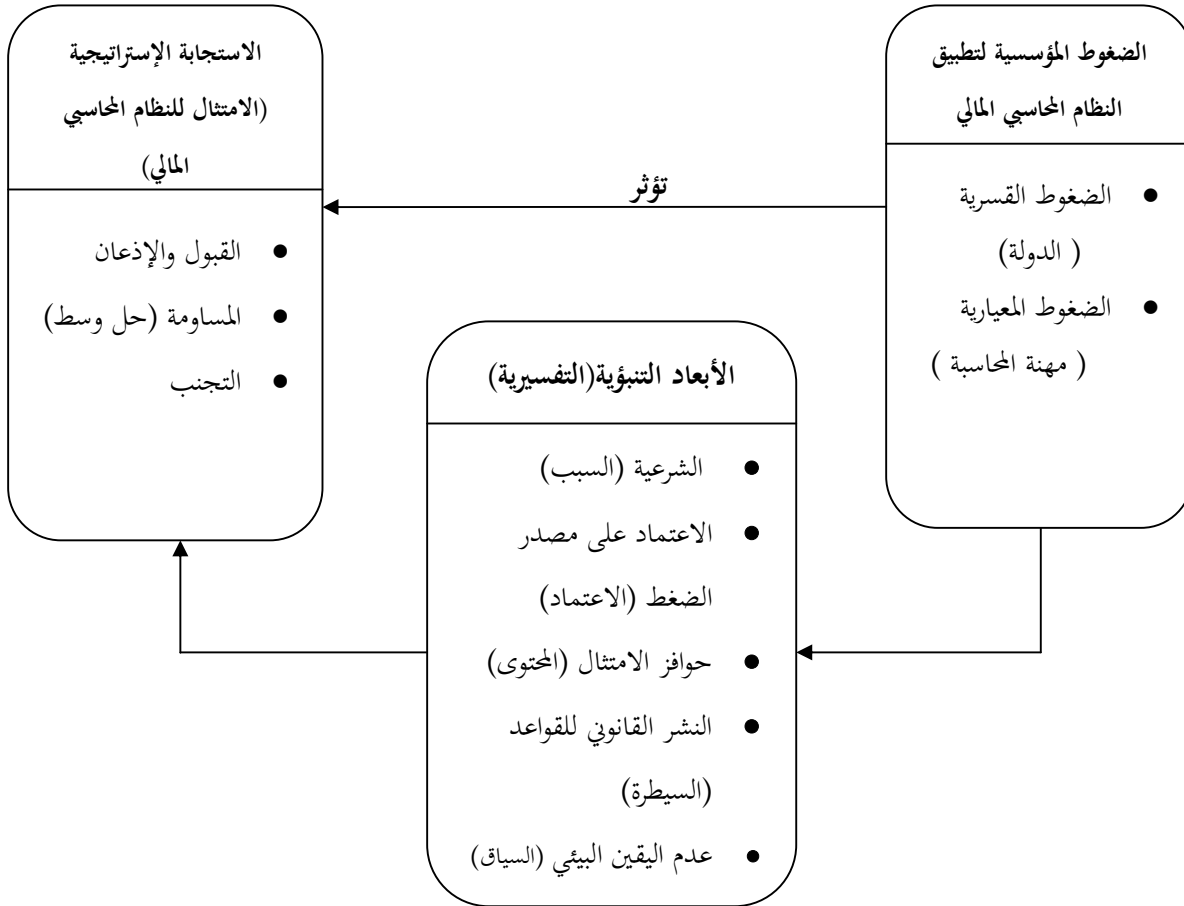 الضغوط المؤسسية لتطبيق
النظام المحاسبي المالي
● الضغوط القسرية
( الدولة)
● الضغوط المعيارية
( مهنة المحاسبة )
تؤثر
الاستجابة الإستراتيجية
(الامتثال للنظام المحاسبي
المالي)
● القبول والإذعان
● المساومة (حل وسط)
● التجنب
الأبعاد التنبؤية(التفسيرية)
● الشرعية (السبب)
● الاعتماد على مصدر
الضغط (الاعتماد)
● حوافز الامتثال (المحتوى)
● النشر القانوني للقواعد
(السيطرة)
● عدم اليقين البيئي (السياق)